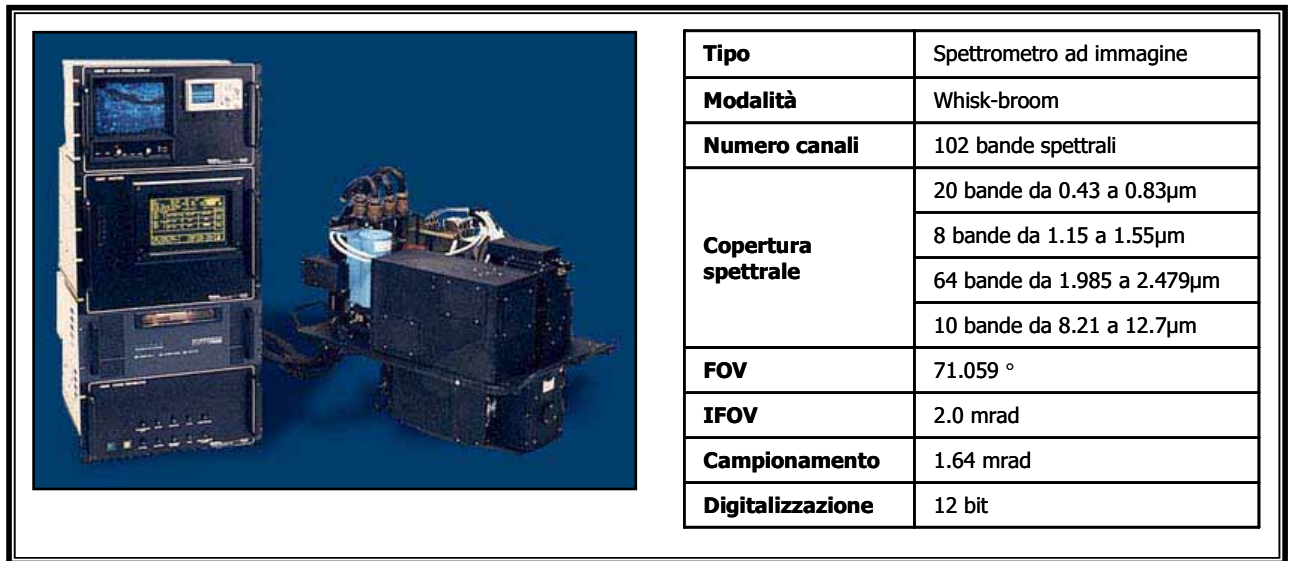 Tipo Spettrometro ad immagine
Modalità Whisk-broom
Numero canali 102 bande spettrali
Copertura spettrale
20 bande da 0.43 a 0.83µm
8 bande da 1.15 a 1.55µm
64 bande da 1.985 a 2.479µm
10 bande da 8.21 a 12.7µm
FOV 71.059 °
IFOV 2.0 mrad
Campionamento 1.64 mrad
Digitalizzazione 12 bit